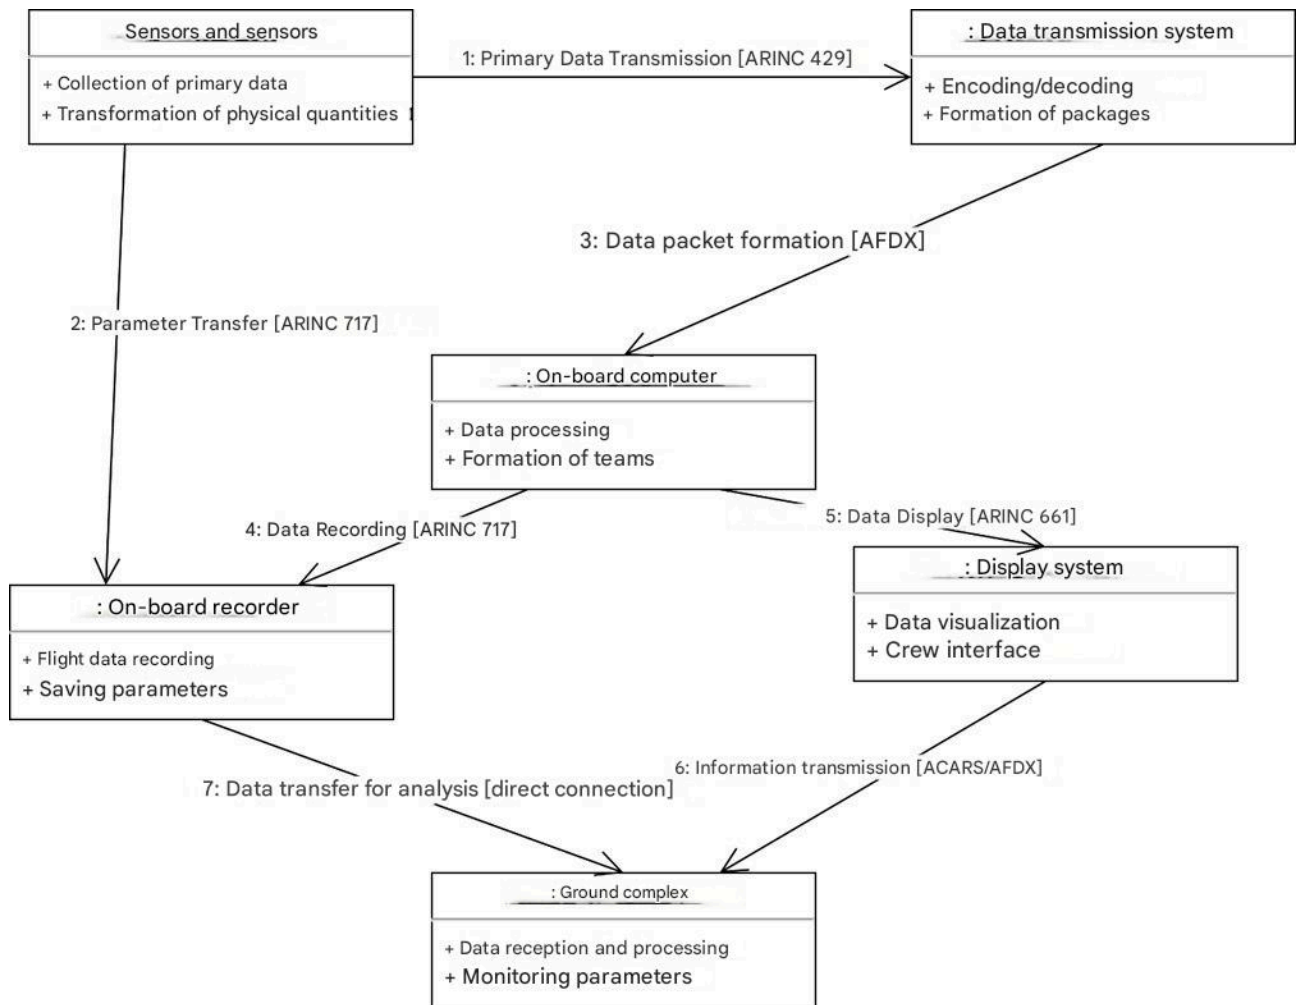 Sensors and sensors
+ Collection of primary data
+ Transformation of physical quantities
1: Primary Data Transmission [ARINC 429]
: Data transmission system
+ Encoding/decoding
+ Formation of packages
3: Data packet formation [AFDX]
2: Parameter Transfer [ARINC 717]
: On-board computer
+ Data processing
+ Formation of teams
4: Data Recording [ARINC 717]
5: Data Display [ARINC 661]
: On-board recorder
+ Flight data recording
+ Saving parameters
: Display system
+ Data visualization
+ Crew interface
7: Data transfer for analysis [direct connection]
6: Information transmission [ACARS/AFDX]
: Ground complex
+ Data reception and processing
+ Monitoring parameters